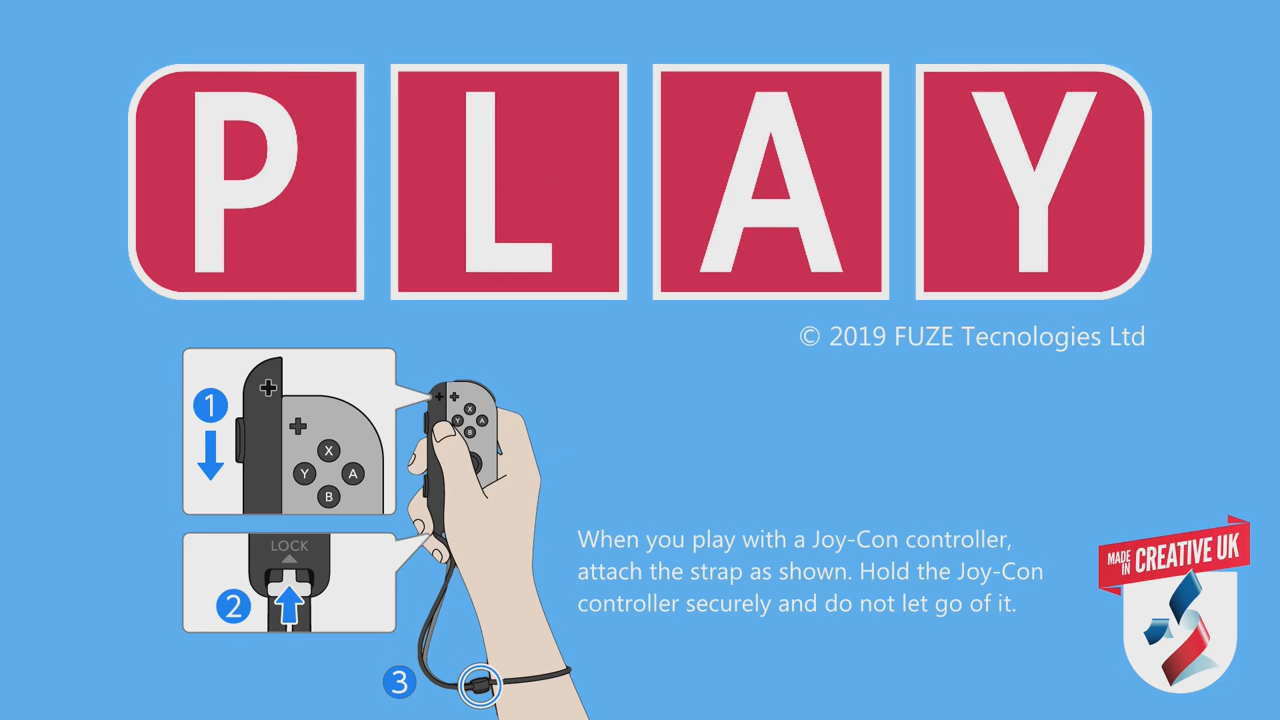 PLAY
© 2019 FUZE Tecnologies Ltd
1
X
Y
A
B
X
Y
A
B
LOCK
2
3
When you play with a Joy-Con controller,
attach the strap as shown. Hold the Joy-Con
controller securely and do not let go of it.
MADE IN CREATIVE UK